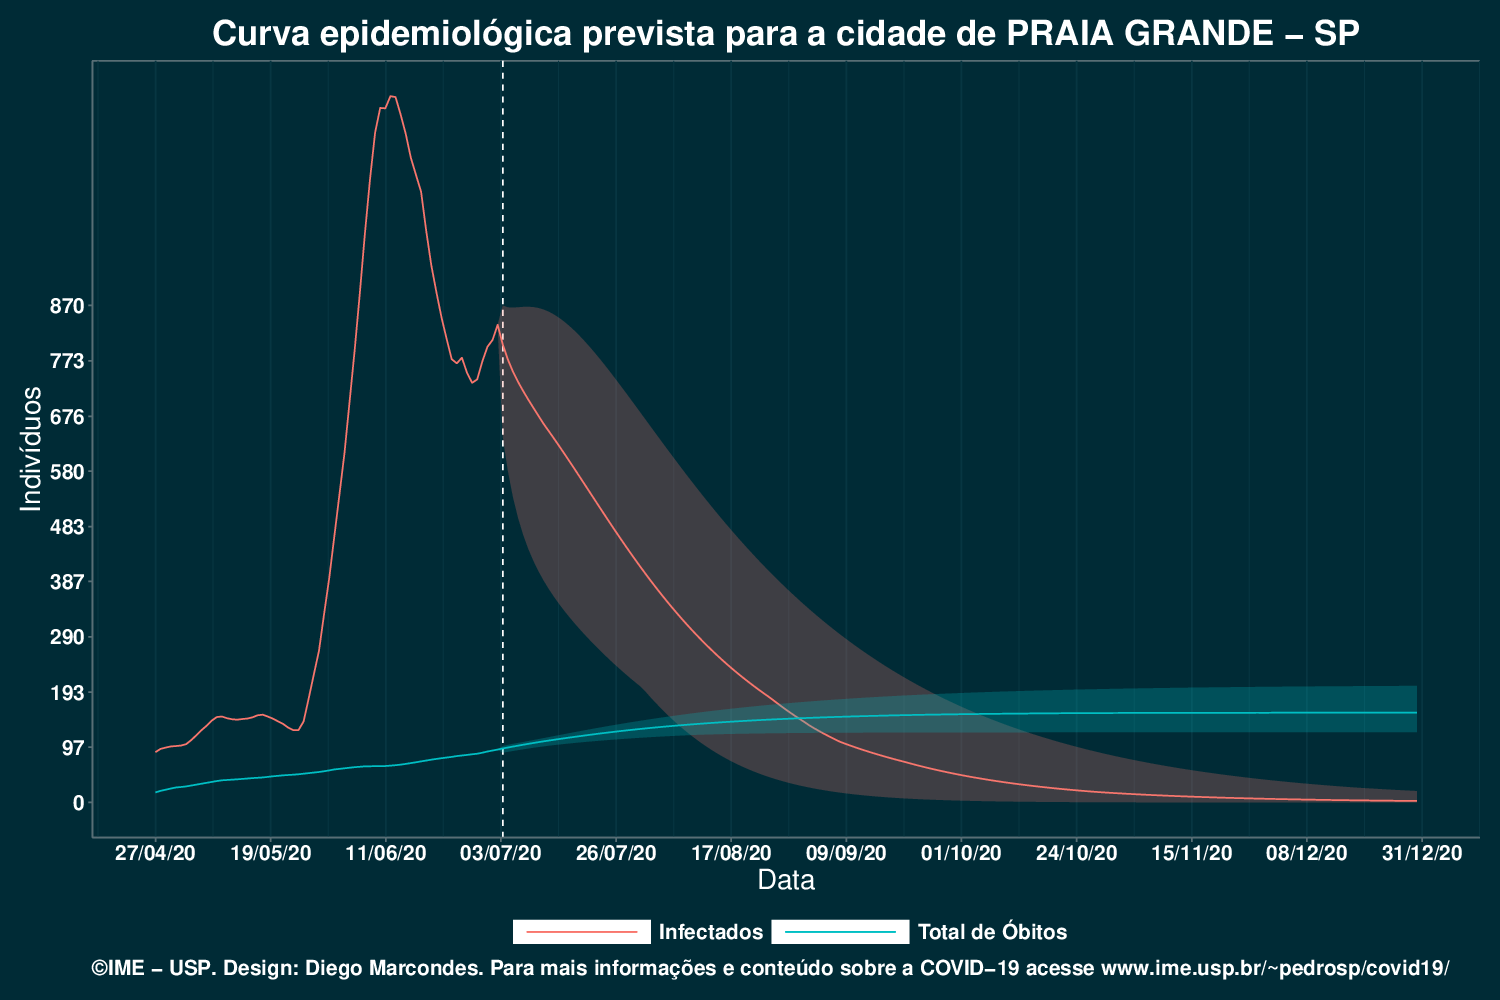 Curva epidemiológica prevista para a cidade de PRAIA GRANDE – SP
Indivíduos
870
773
676
580
483
387
290
193
97
0
27/04/20 19/05/20 11/06/20 03/07/20 26/07/20 17/08/20 09/09/20 01/10/20 24/10/20 15/11/20 08/12/20 31/12/20
Data
Infectados Total de Óbitos
©IME – USP. Design: Diego Marcondes. Para mais informações e conteúdo sobre a COVID–19 acesse www.ime.usp.br/~pedrosp/covid19/